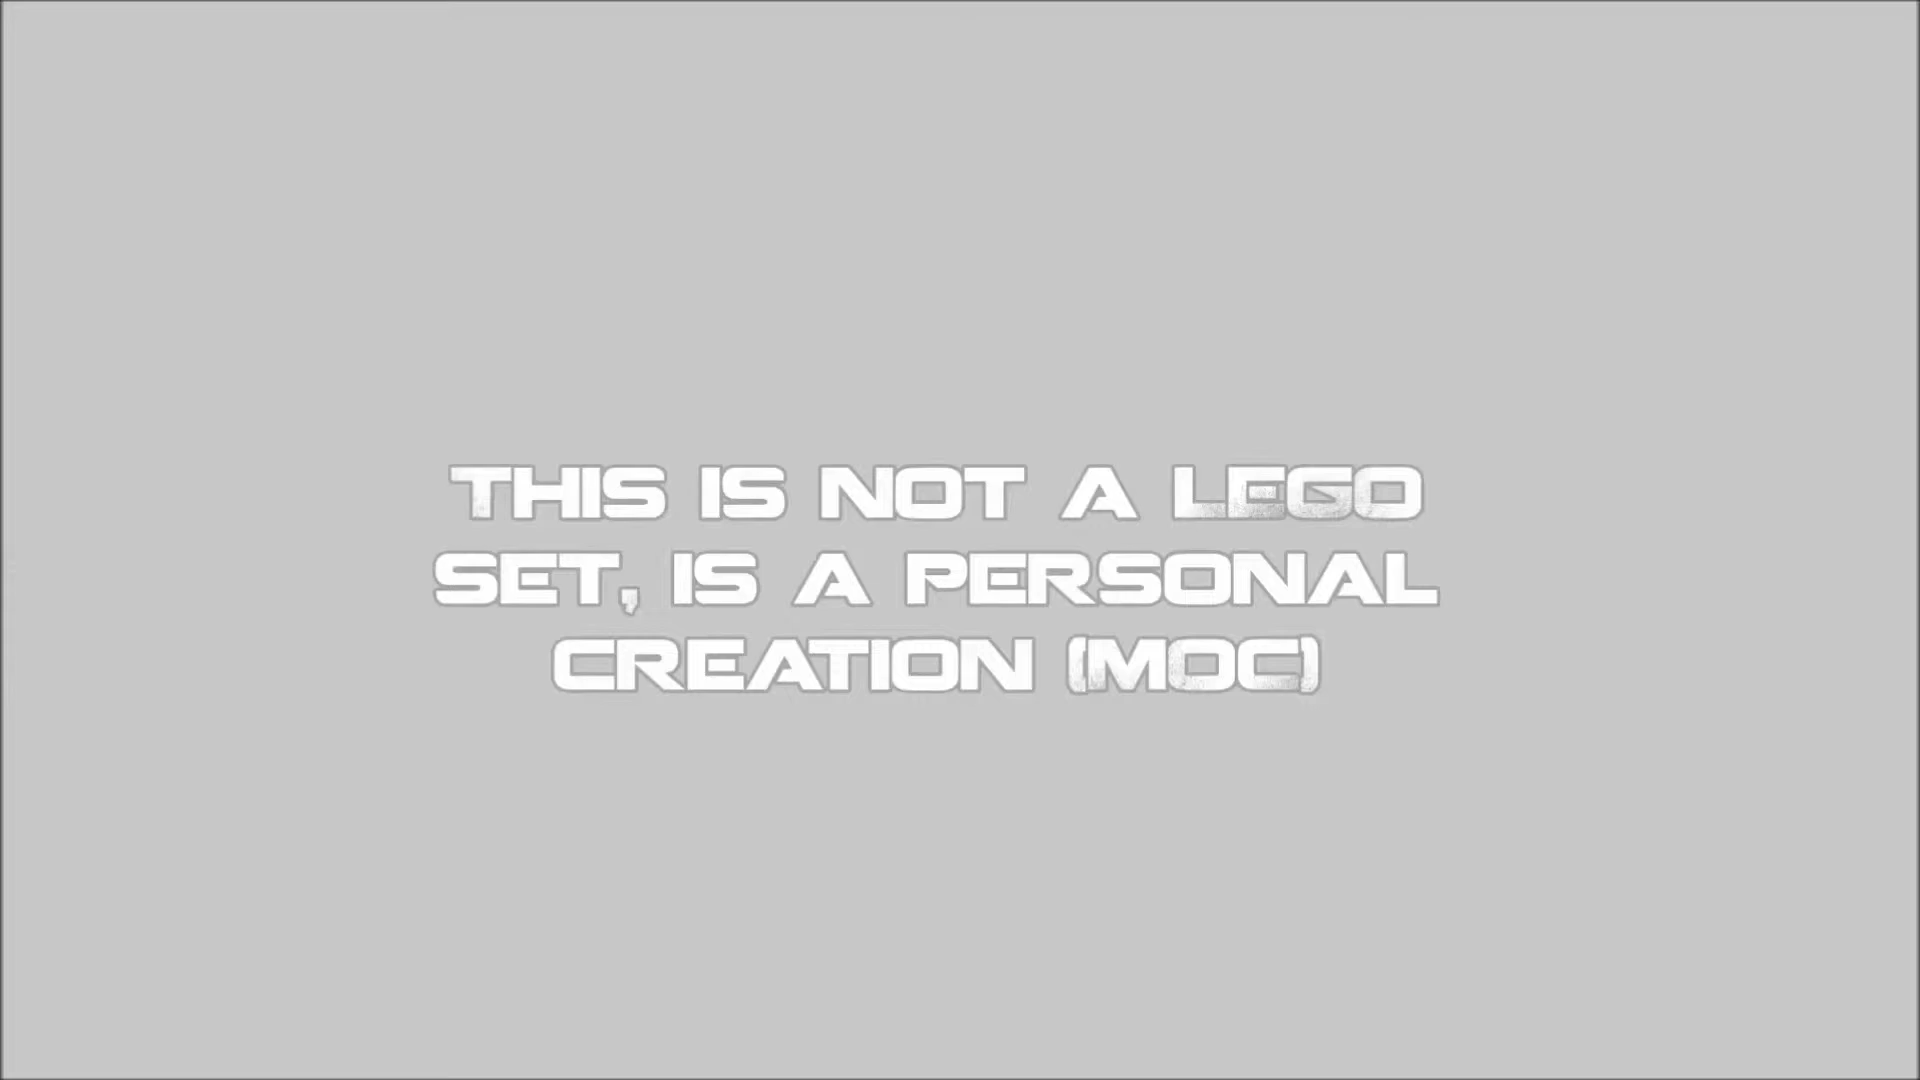 THIS IS NOT A LEGO
SET, IS A PERSONAL
CREATION (MOC)